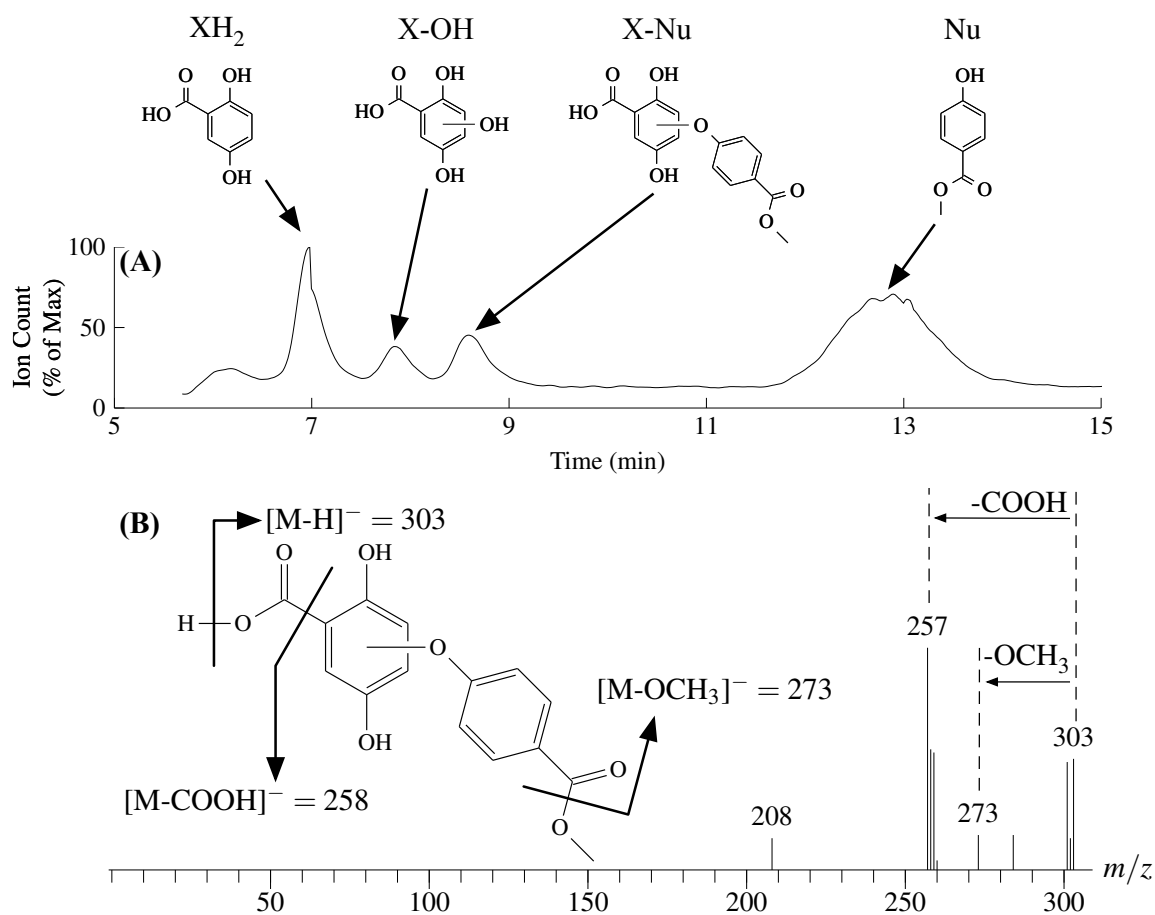 XH₂ X-OH X-Nu Nu
O OH HO OH
O OH HO OH OH
OH O HO O OH O O
OH O O
(A)
Ion Count
(% of Max)
100
50
0
5 7 9 11 13 15
Time (min)
(B)
[M-H]⁻ = 303
-COOH
O OH
H O O
OH
257
-OCH₃
[M-OCH₃]⁻ = 273
303
O
O
[M-COOH]⁻ = 258
208
273
50 100 150 200 250 300
m/z